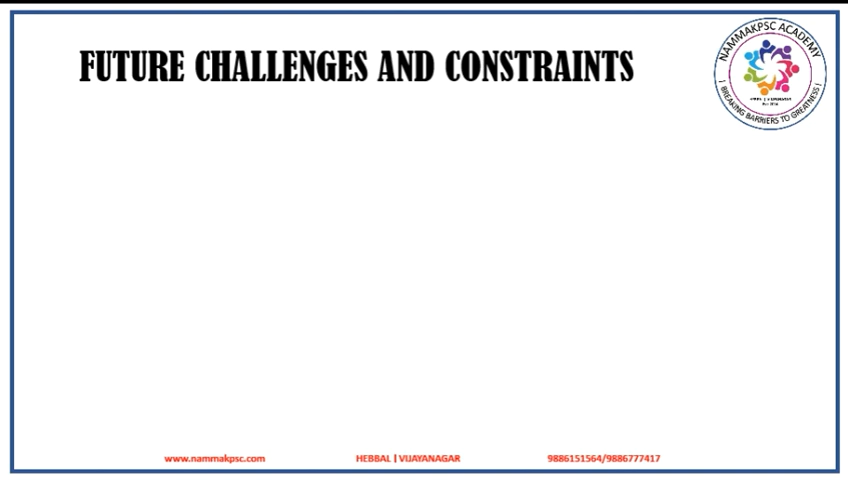 FUTURE CHALLENGES AND CONSTRAINTS
NAMMAKPSC ACADEMY
| BREAKING BARRIERS TO GREATNESS |
www.nammakpsc.com HEBBAL | VIJAYANAGAR 9886151564/9886777417